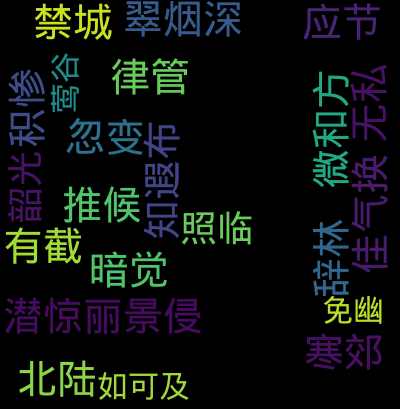 禁城
翠烟深
应节
莺谷
律管
积惨
忽变
知遐布
微和方
无私
韶光
推候
照临
佳气换
有截
暗觉
辞林
免幽
潜惊丽景侵
寒郊
北陆
如可及